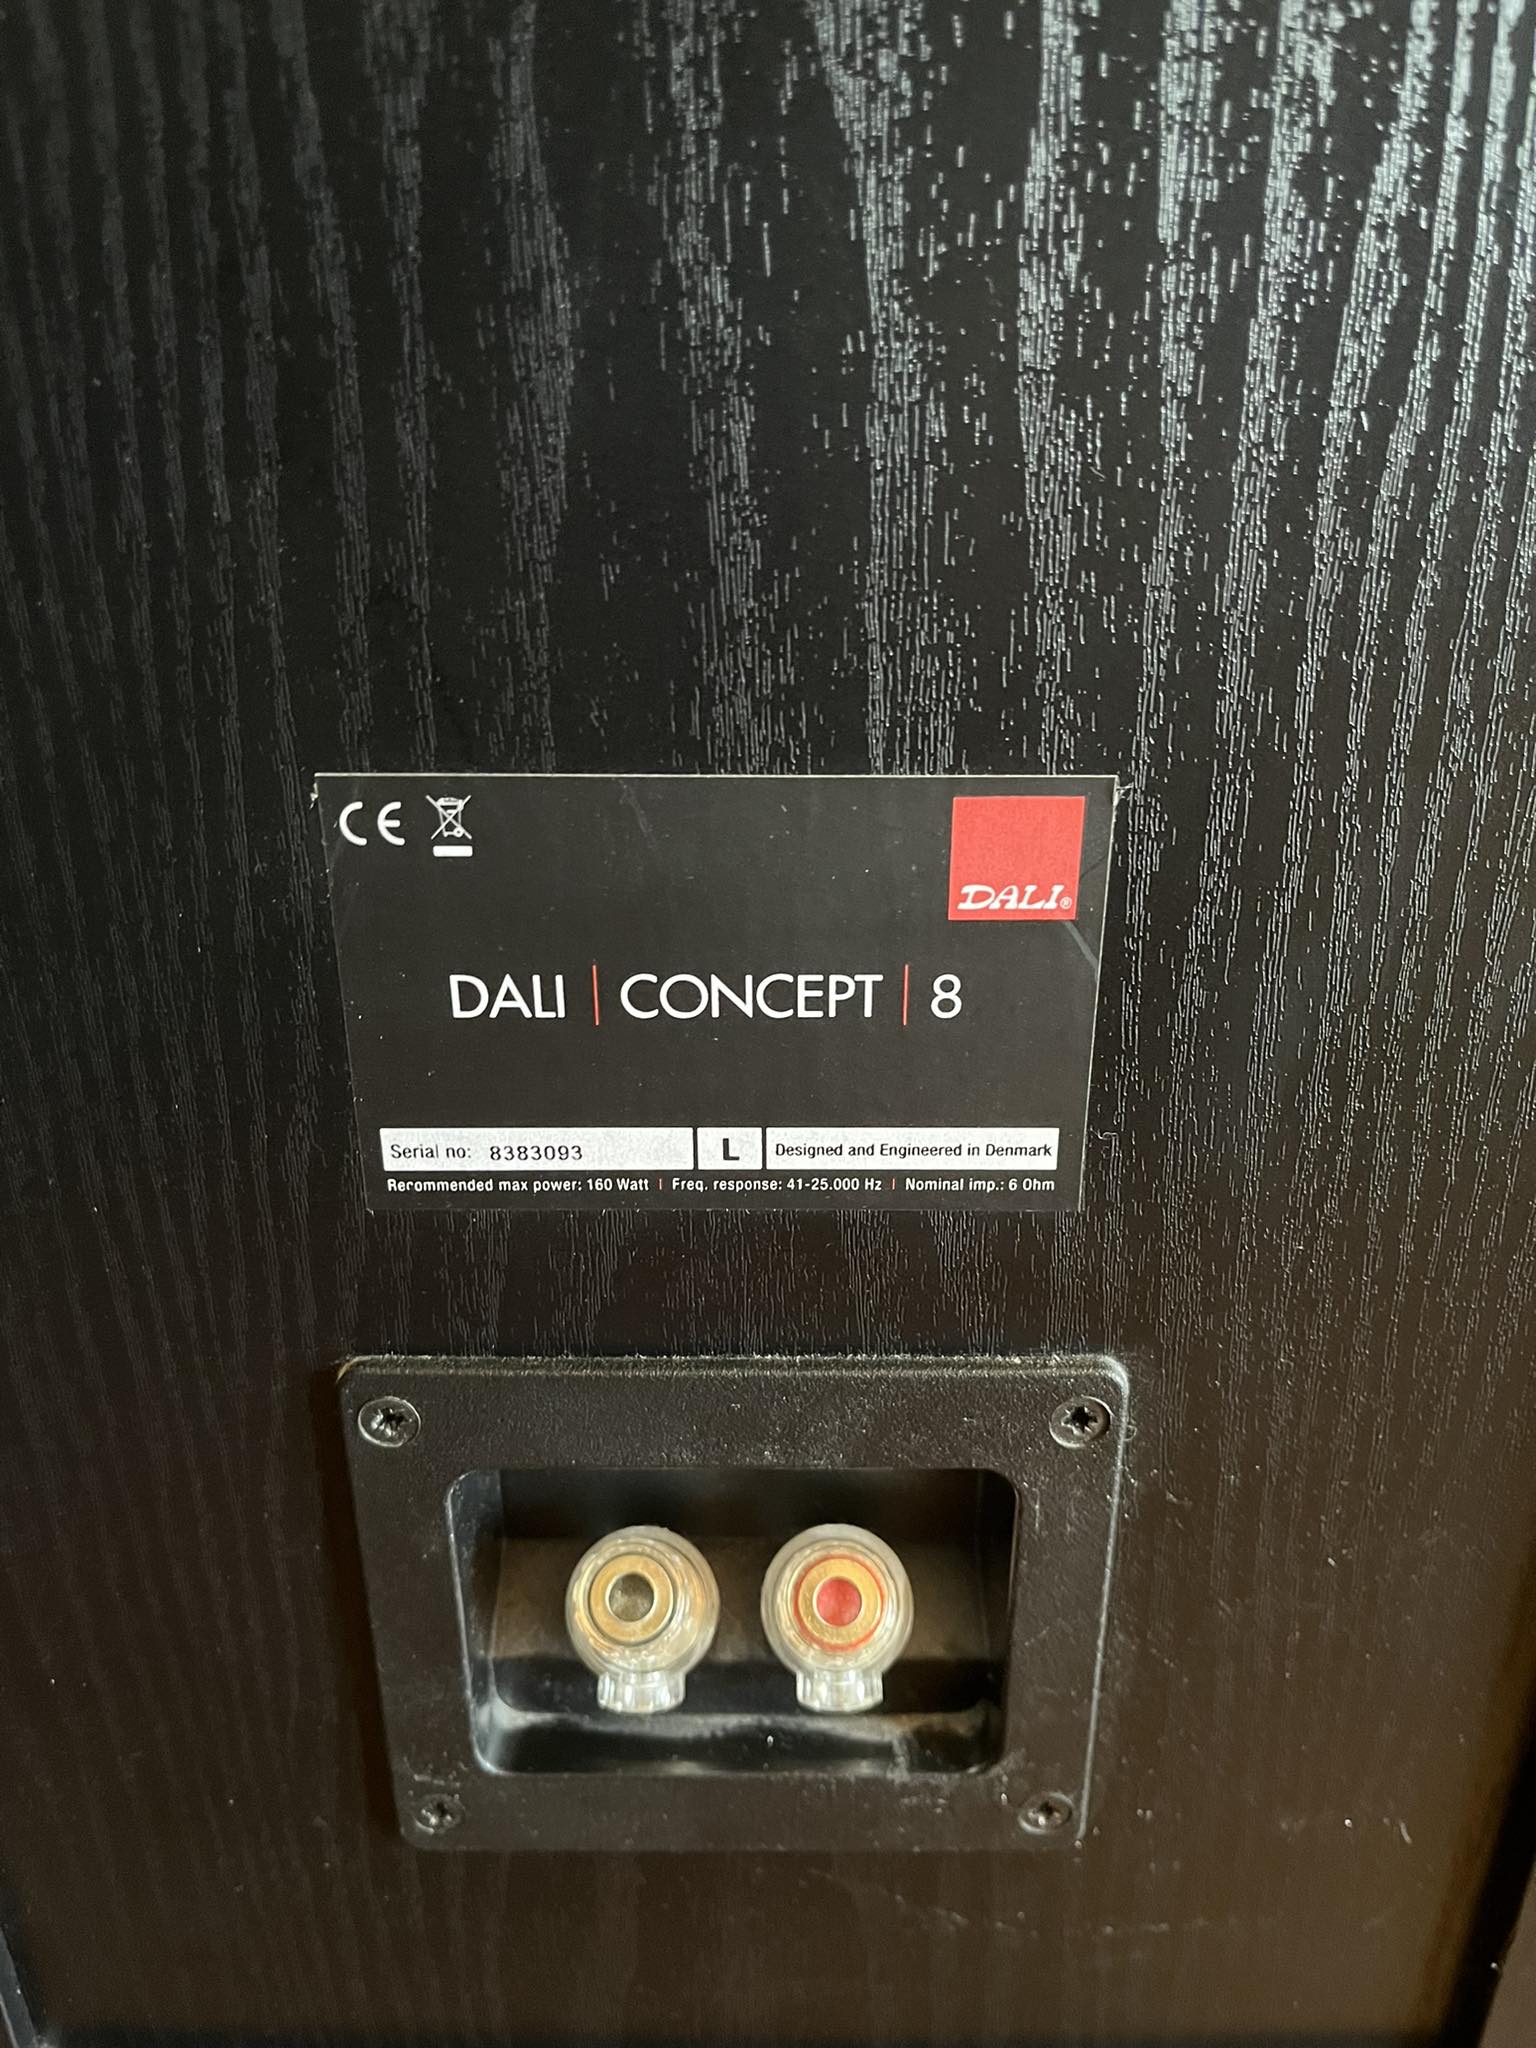 CE
DALI®
DALI | CONCEPT | 8
Serial no: 8383093 L Designed and Engineered in Denmark
Recommended max power: 160 Watt | Freq. response: 41-25.000 Hz | Nominal imp.: 6 Ohm